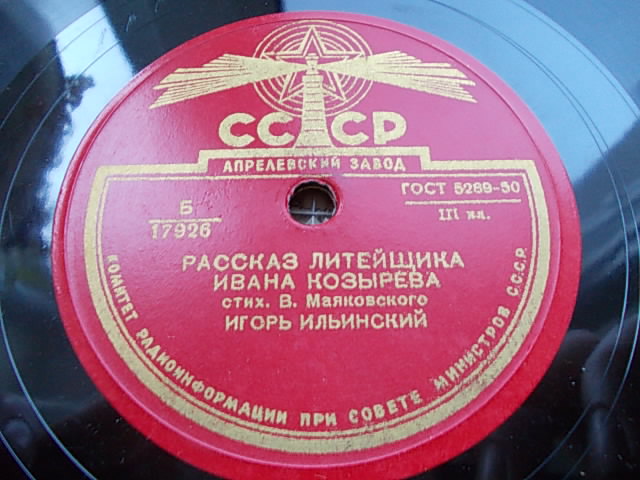 СССР
АПРЕЛЕВСКИЙ ЗАВОД
Б
17926
ГОСТ 5289-50
III кл.
РАССКАЗ ЛИТЕЙЩИКА
ИВАНА КОЗЫРЕВА
стих. В. Маяковского
ИГОРЬ ИЛЬИНСКИЙ
КОМИТЕТ РАДИОИНФОРМАЦИИ ПРИ СОВЕТЕ МИНИСТРОВ С.С.С.Р.